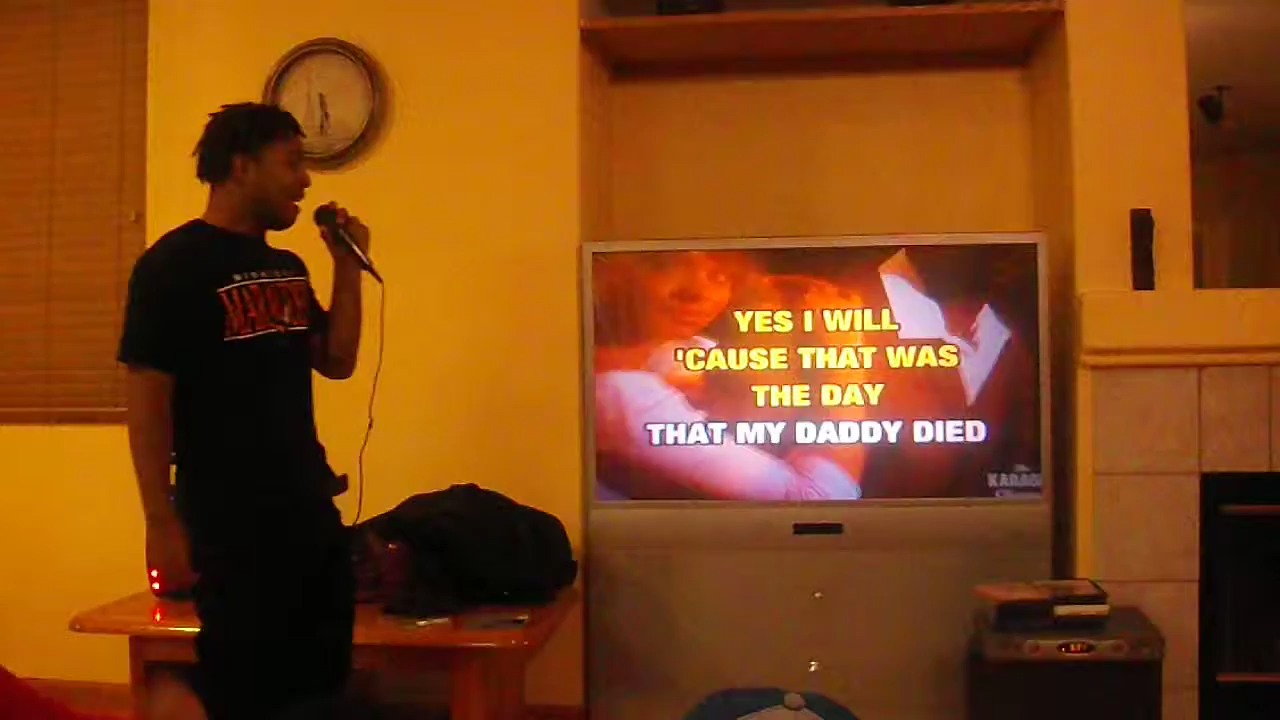 YES I WILL
'CAUSE THAT WAS
THE DAY
THAT MY DADDY DIED